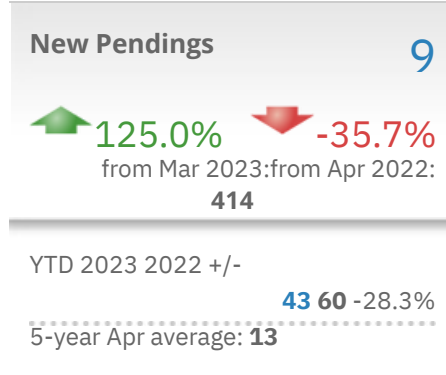 New Pendings
9
125.0% -35.7%
from Mar 2023:from Apr 2022:
414
YTD 2023 2022 +/-
43 60 -28.3%
5-year Apr average: 13